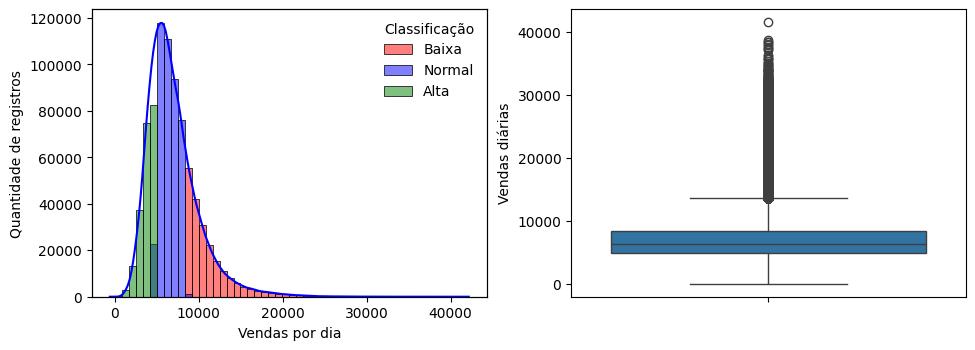 Quantidade de registros
120000
100000
80000
60000
40000
20000
0
Classificação
Baixa
Normal
Alta
0
10000
20000
30000
40000
Vendas por dia
Vendas diárias
40000
30000
20000
10000
0